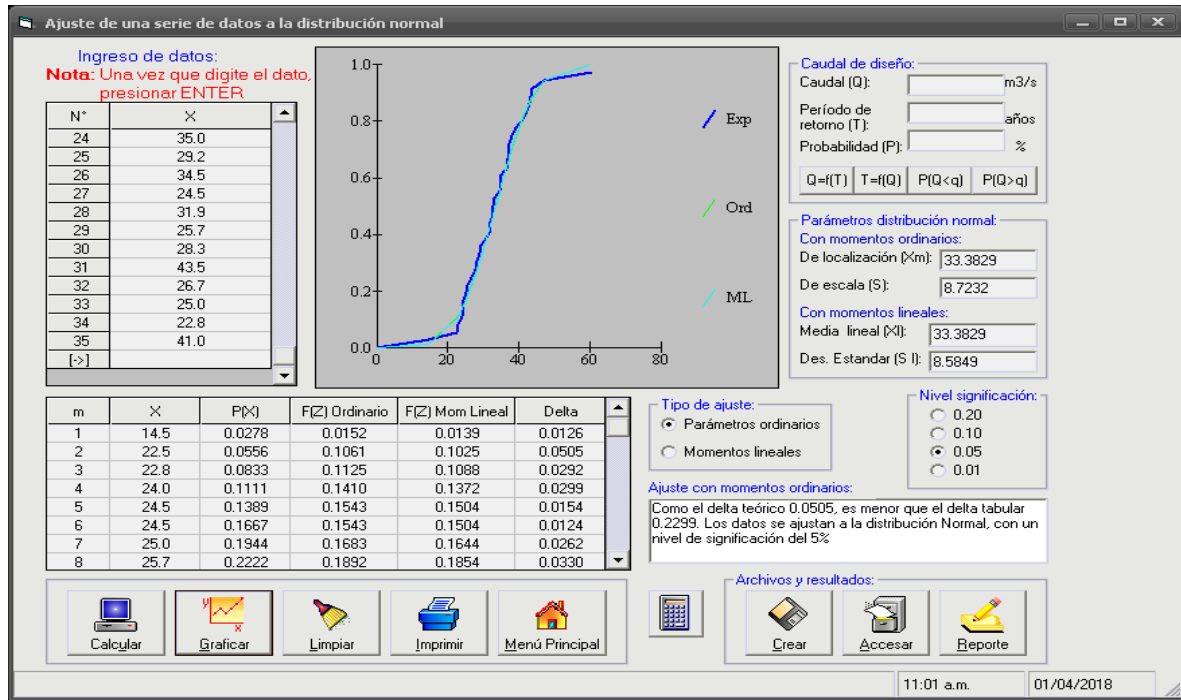 Ajuste de una serie de datos a la distribución normal
Ingreso de datos:
Nota: Una vez que digite el dato,
presionar ENTER
N° X
24 35.0
25 29.2
26 34.5
27 24.5
28 31.9
29 25.7
30 28.3
31 43.5
32 26.7
33 25.0
34 22.8
35 41.0
[->]
1.0
0.8
0.6
0.4
0.2
0.0
0 20 40 60 80
Exp
Ord
ML
Caudal de diseño:
Caudal (Q): m3/s
Período de
retorno (T): años
Probabilidad (P): %
Q=f(T) T=f(Q) P(Q<q) P(Q>q)
Parámetros distribución normal:
Con momentos ordinarios:
De localización (Xm): 33.3829
De escala (S): 8.7232
Con momentos lineales:
Media lineal (Xl): 33.3829
Des. Estandar (S l): 8.5849
m X P(X) F(Z) Ordinario F(Z) Mom Lineal Delta
1 14.5 0.0278 0.0152 0.0139 0.0126
2 22.5 0.0556 0.1061 0.1025 0.0505
3 22.8 0.0833 0.1125 0.1088 0.0292
4 24.0 0.1111 0.1410 0.1372 0.0299
5 24.5 0.1389 0.1543 0.1504 0.0154
6 24.5 0.1667 0.1543 0.1504 0.0124
7 25.0 0.1944 0.1683 0.1644 0.0262
8 25.7 0.2222 0.1892 0.1854 0.0330
Tipo de ajuste:
Parámetros ordinarios
Momentos lineales
Nivel significación:
0.20
0.10
0.05
0.01
Ajuste con momentos ordinarios:
Como el delta teórico 0.0505, es menor que el delta tabular
0.2299. Los datos se ajustan a la distribución Normal, con un
nivel de significación del 5%
Calcular Graficar Limpiar Imprimir Menú Principal
Archivos y resultados:
Crear Accesar Reporte
11:01 a.m. 01/04/2018